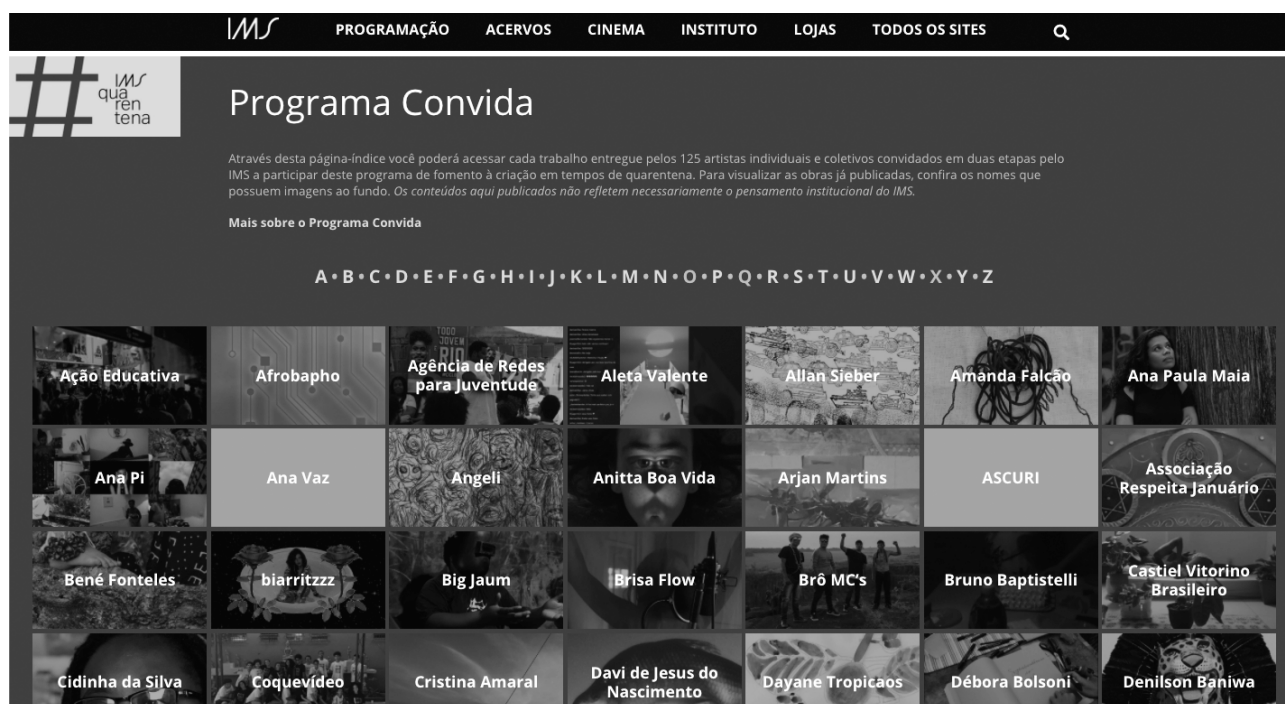 IMS PROGRAMAÇÃO ACERVOS CINEMA INSTITUTO LOJAS TODOS OS SITES
# IMS
qua
ren
tena
Programa Convida
Através desta página-índice você poderá acessar cada trabalho entregue pelos 125 artistas individuais e coletivos convidados em duas etapas pelo
IMS a participar deste programa de fomento à criação em tempos de quarentena. Para visualizar as obras já publicadas, confira os nomes que
possuem imagens ao fundo. Os conteúdos aqui publicados não refletem necessariamente o pensamento institucional do IMS.
Mais sobre o Programa Convida
A • B • C • D • E • F • G • H • I • J • K • L • M • N • O • P • Q • R • S • T • U • V • W • X • Y • Z
Ação Educativa
Afrobapho
TODO
JOVEM
RIO
Agência de Redes
para Juventude
Aleta Valente
Allan Sieber
Amanda Falcão
Ana Paula Maia
Ana Pi
Ana Vaz
Angeli
Anitta Boa Vida
Arjan Martins
ASCURI
Associação
Respeita Januário
Bené Fonteles
biarritzzz
Big Jaum
Brisa Flow
Brô MC's
Bruno Baptistelli
Castiel Vitorino
Brasileiro
Cidinha da Silva
Coquevídeo
Cristina Amaral
Davi de Jesus do
Nascimento
Dayane Tropicaos
Débora Bolsoni
Denilson Baniwa